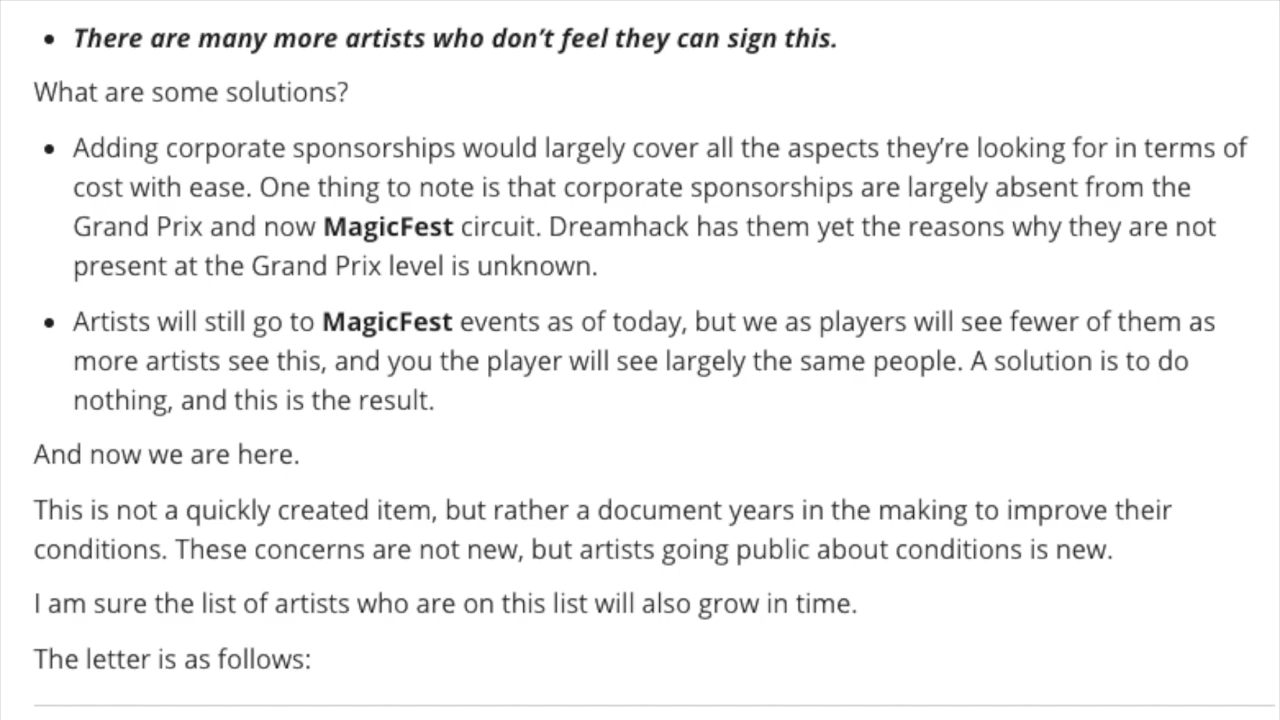 • There are many more artists who don't feel they can sign this.
What are some solutions?
• Adding corporate sponsorships would largely cover all the aspects they're looking for in terms of
cost with ease. One thing to note is that corporate sponsorships are largely absent from the
Grand Prix and now MagicFest circuit. Dreamhack has them yet the reasons why they are not
present at the Grand Prix level is unknown.
• Artists will still go to MagicFest events as of today, but we as players will see fewer of them as
more artists see this, and you the player will see largely the same people. A solution is to do
nothing, and this is the result.
And now we are here.
This is not a quickly created item, but rather a document years in the making to improve their
conditions. These concerns are not new, but artists going public about conditions is new.
I am sure the list of artists who are on this list will also grow in time.
The letter is as follows: